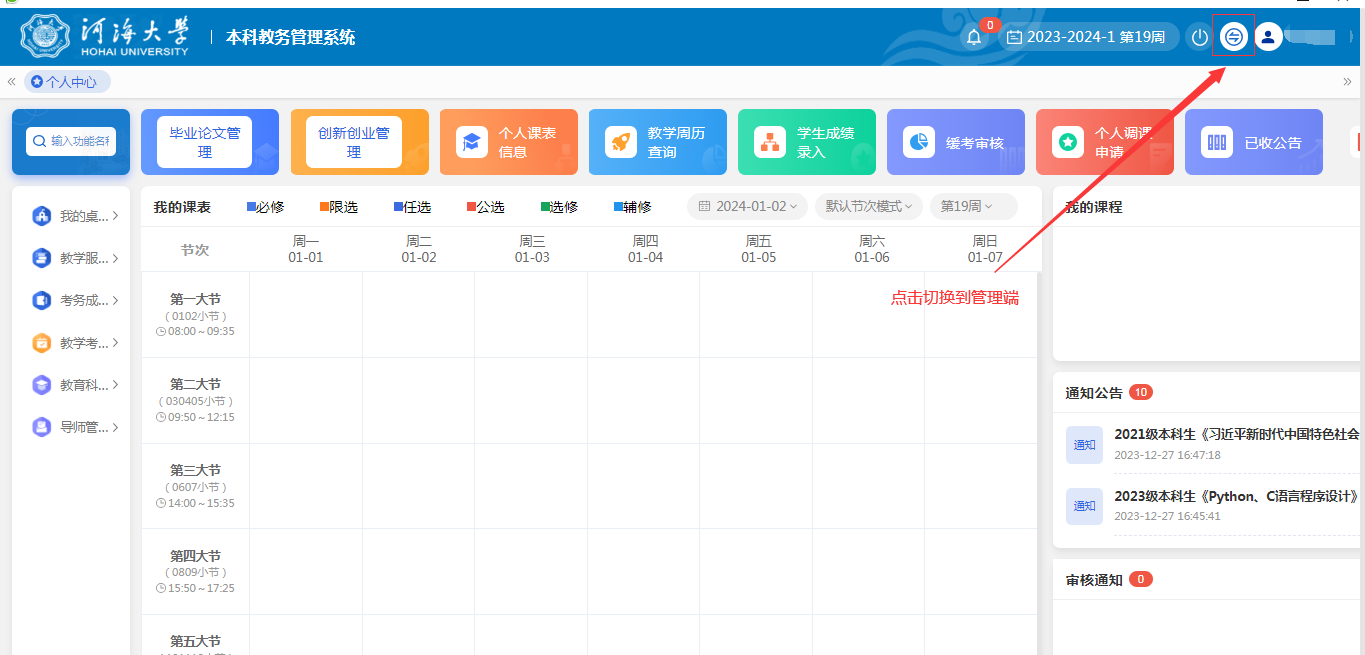 河海大学
HOHAI UNIVERSITY
本科教务管理系统
0
2023-2024-1 第19周
个人中心
输入功能名称
毕业论文管
理
创新创业管
理
个人课表
信息
教学周历
查询
学生成绩
录入
缓考审核
个人调课
申请
已收公告
我的桌...
教学服...
考务成...
教学考...
教育科...
导师管...
我的课表
必修
限选
任选
公选
选修
辅修
2024-01-02
默认节次模式
第19周
节次
周一
01-01
周二
01-02
周三
01-03
周四
01-04
周五
01-05
周六
01-06
周日
01-07
第一大节
(0102小节)
08:00~09:35
第二大节
(030405小节)
09:50~12:15
第三大节
(0607小节)
14:00~15:35
第四大节
(0809小节)
15:50~17:25
第五大节
点击切换到管理端
我的课程
通知公告 10
通知
2021级本科生《习近平新时代中国特色社会
2023-12-27 16:47:18
通知
2023级本科生《Python、C语言程序设计》
2023-12-27 16:45:41
审核通知 0